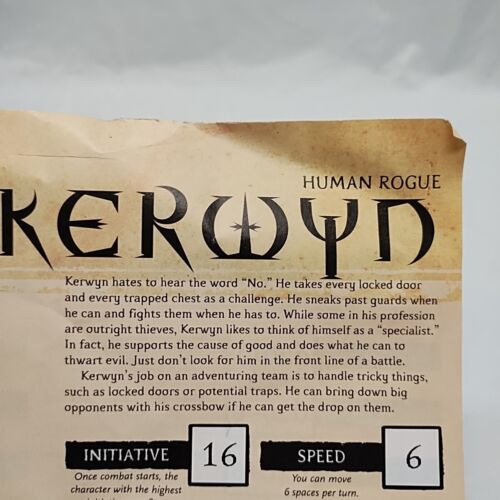 HUMAN ROGUE
KERWYN
Kerwyn hates to hear the word "No." He takes every locked door
and every trapped chest as a challenge. He sneaks past guards when
he can and fights them when he has to. While some in his profession
are outright thieves, Kerwyn likes to think of himself as a "specialist."
In fact, he supports the cause of good and does what he can to
thwart evil. Just don't look for him in the front line of a battle.
Kerwyn's job on an adventuring team is to handle tricky things,
such as locked doors or potential traps. He can bring down big
opponents with his crossbow if he can get the drop on them.
INITIATIVE 16
Once combat starts, the
character with the highest
SPEED 6
You can move
6 spaces per turn.